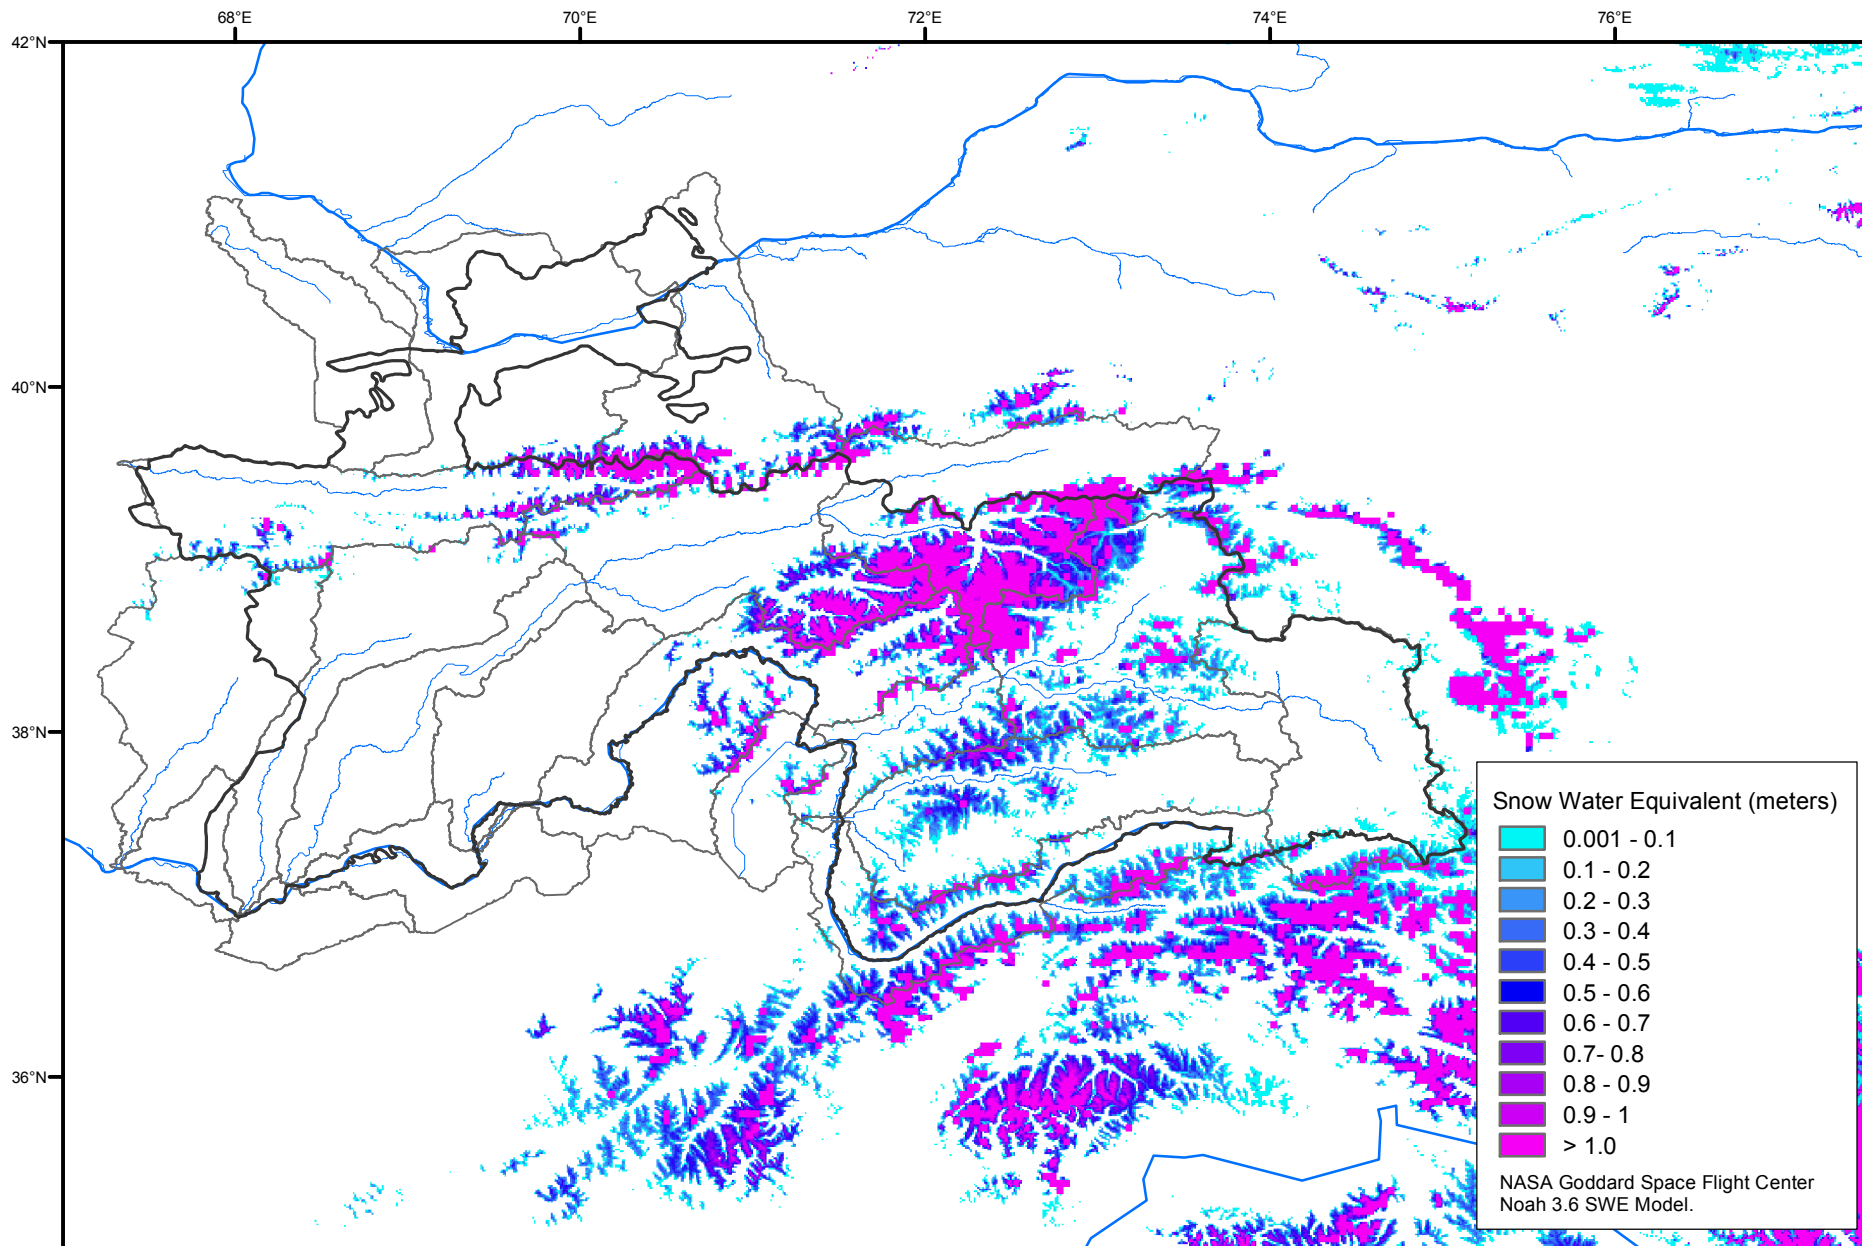 68°E 70°E 72°E 74°E 76°E
42°N
40°N
38°N
36°N
Snow Water Equivalent (meters)
0.001 - 0.1
0.1 - 0.2
0.2 - 0.3
0.3 - 0.4
0.4 - 0.5
0.5 - 0.6
0.6 - 0.7
0.7- 0.8
0.8 - 0.9
0.9 - 1
> 1.0
NASA Goddard Space Flight Center
Noah 3.6 SWE Model.